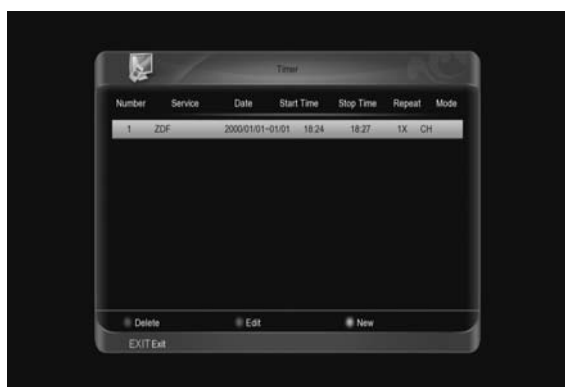 Timer
Number Service Date Start Time Stop Time Repeat Mode
1 ZDF 2000/01/01~01/01 18:24 18:27 1X CH
Delete Edit New
EXIT Exit